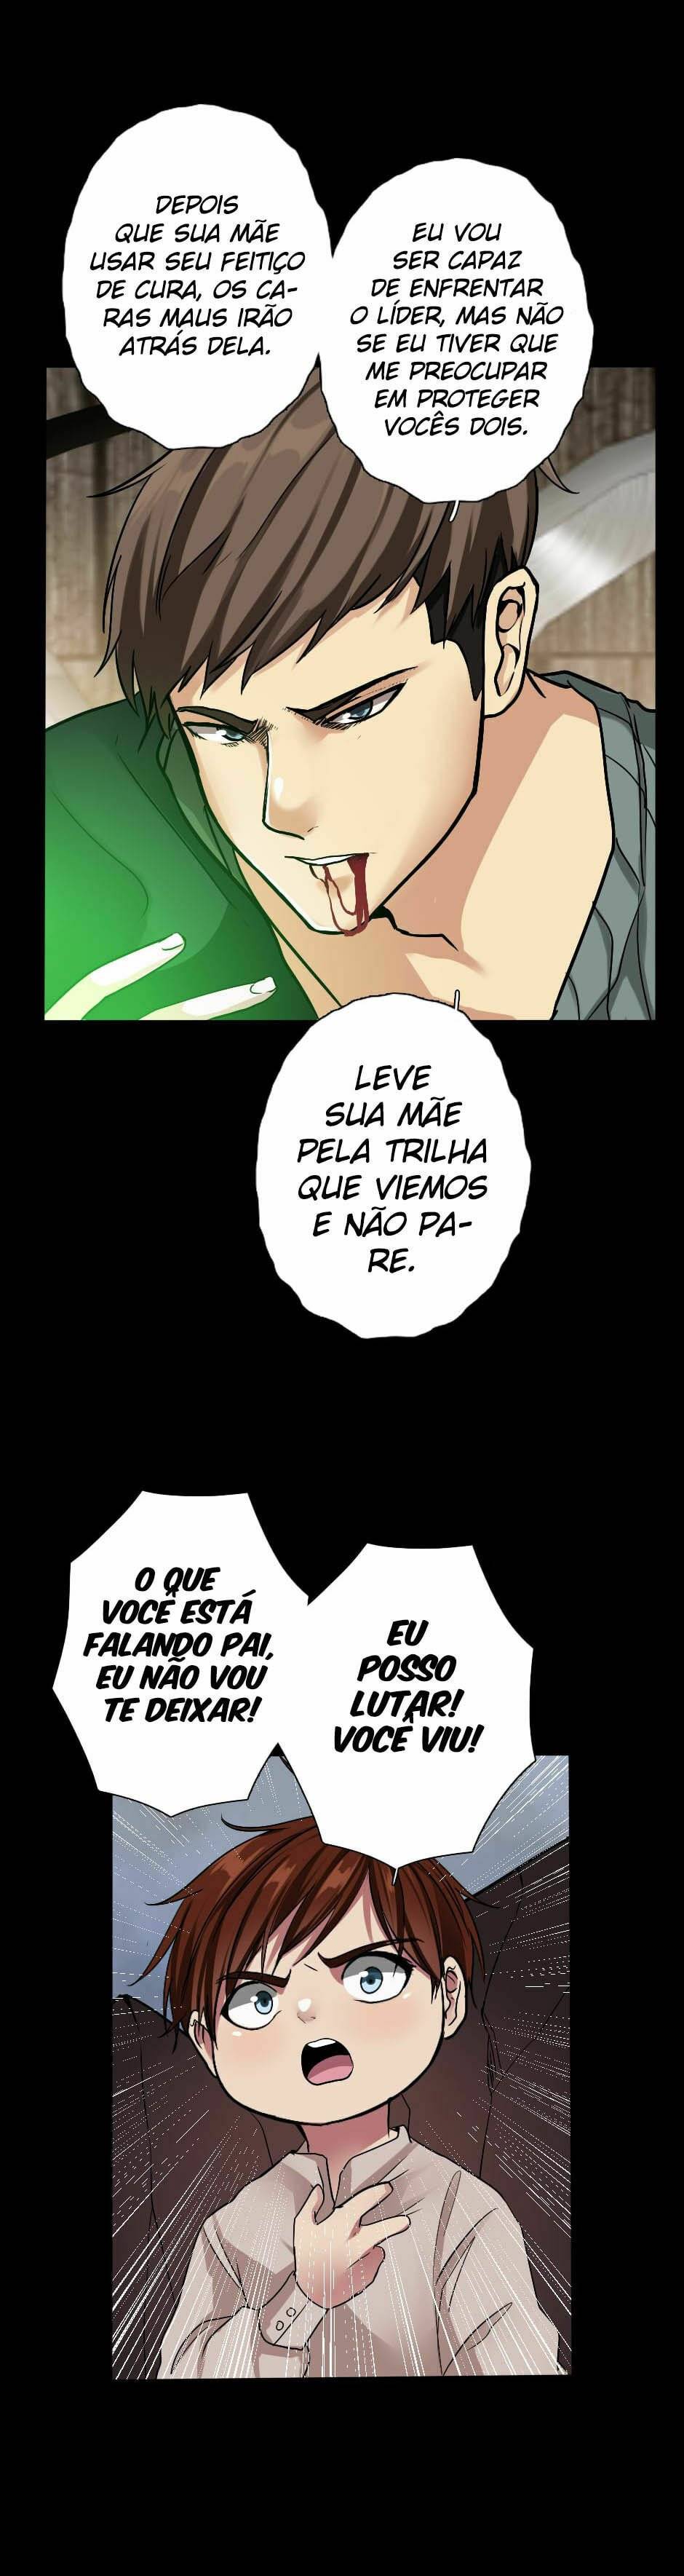 DEPOIS
QUE SUA MÃE
USAR SEU FEITIÇO
DE CURA, OS CA-
RAS MAUS IRÃO
ATRÁS DELA.
EU VOU
SER CAPAZ
DE ENFRENTAR
O LÍDER, MAS NÃO
SE EU TIVER QUE
ME PREOCUPAR
EM PROTEGER
VOCÊS DOIS.
LEVE
SUA MÃE
PELA TRILHA
QUE VIEMOS
E NÃO PA-
RE.
O QUE
VOCÊ ESTÁ
FALANDO PAI,
EU NÃO VOU
TE DEIXAR!
EU
POSSO
LUTAR!
VOCÊ VIU!